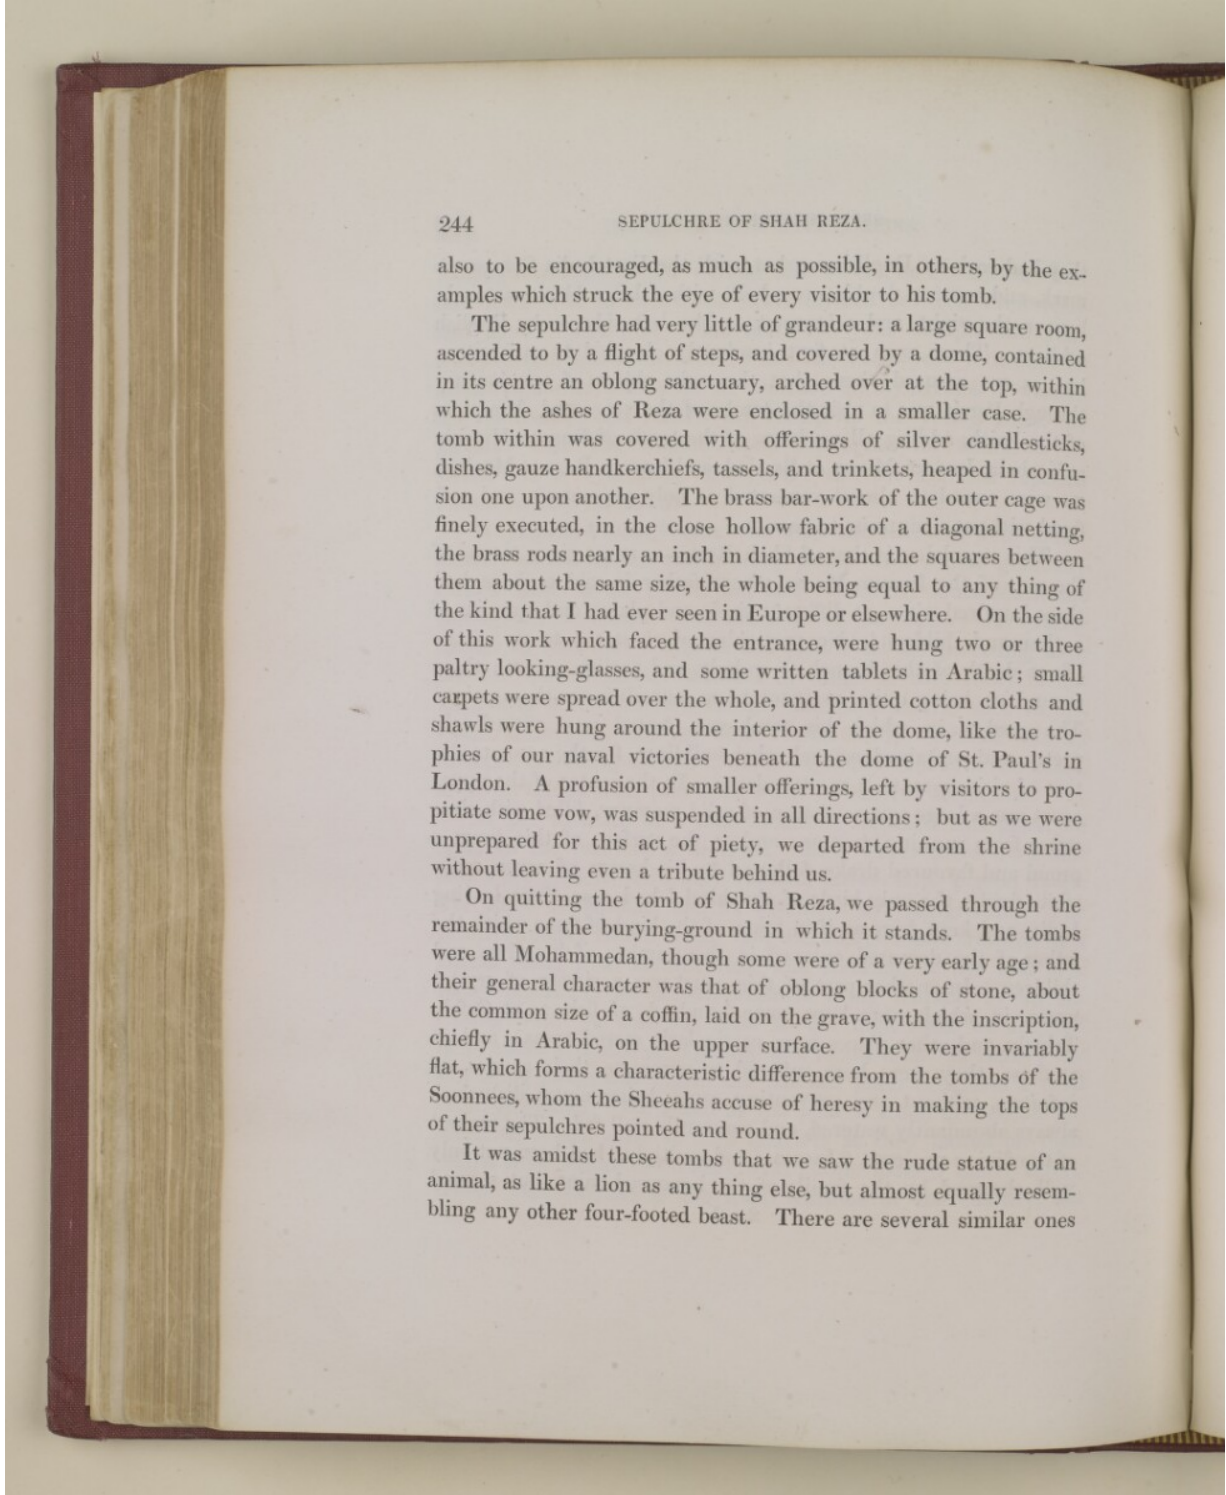 244
SEPULCHRE OF SHAH REZA.
also to be encouraged, as much as possible, in others, by the ex-
amples which struck the eye of every visitor to his tomb.
The sepulchre had very little of grandeur: a large square room,
ascended to by a flight of steps, and covered by a dome, contained
in its centre an oblong sanctuary, arched over at the top, within
which the ashes of Reza were enclosed in a smaller case. The
tomb within was covered with offerings of silver candlesticks,
dishes, gauze handkerchiefs, tassels, and trinkets, heaped in confu-
sion one upon another. The brass bar-work of the outer cage was
finely executed, in the close hollow fabric of a diagonal netting,
the brass rods nearly an inch in diameter, and the squares between
them about the same size, the whole being equal to any thing of
the kind that I had ever seen in Europe or elsewhere. On the side
of this work which faced the entrance, were hung two or three
paltry looking-glasses, and some written tablets in Arabic; small
carpets were spread over the whole, and printed cotton cloths and
shawls were hung around the interior of the dome, like the tro-
phies of our naval victories beneath the dome of St. Paul's in
London. A profusion of smaller offerings, left by visitors to pro-
pitiate some vow, was suspended in all directions; but as we were
unprepared for this act of piety, we departed from the shrine
without leaving even a tribute behind us.
On quitting the tomb of Shah Reza, we passed through the
remainder of the burying-ground in which it stands. The tombs
were all Mohammedan, though some were of a very early age; and
their general character was that of oblong blocks of stone, about
the common size of a coffin, laid on the grave, with the inscription,
chiefly in Arabic, on the upper surface. They were invariably
flat, which forms a characteristic difference from the tombs of the
Soonnees, whom the Sheeahs accuse of heresy in making the tops
of their sepulchres pointed and round.
It was amidst these tombs that we saw the rude statue of an
animal, as like a lion as any thing else, but almost equally resem-
bling any other four-footed beast. There are several similar ones